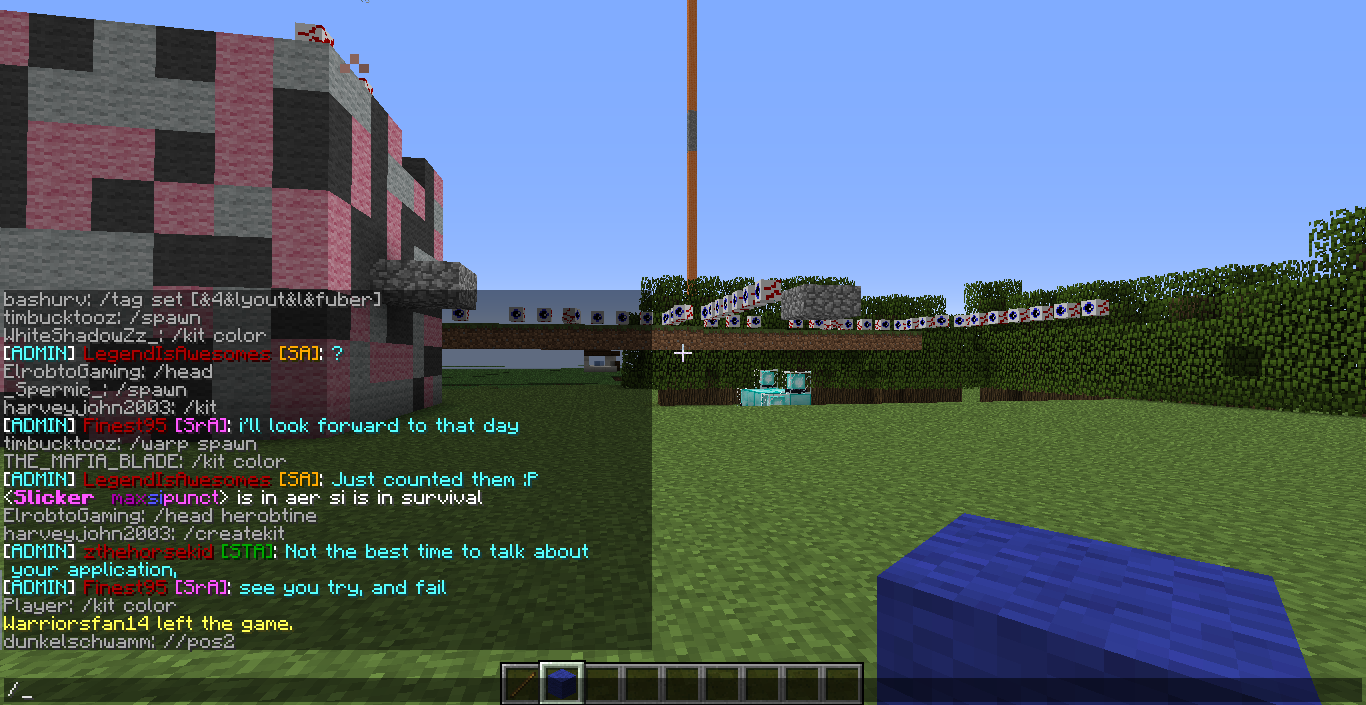 bashurv: /tag set [&4&lyout&l&fuber]
timbucktooz: /spawn
WhiteShadowZz_: /kit color
[ADMIN] LegendIsAwesomes [SA]: ?
ElrobtoGaming: /head
_Spermic_: /spawn
harveyjohn2003: /kit
[ADMIN] Finest95 [SrA]: i'll look forward to that day
timbucktooz: /warp spawn
THE_MAFIA_BLADE: /kit color
[ADMIN] LegendIsAwesomes [SA]: Just counted them :P
<Slicker maxsipunct> is in aer si is in survival
ElrobtoGaming: /head herobtine
harveyjohn2003: /createkit
[ADMIN] zthehorsekid [STA]: Not the best time to talk about
your application,
[ADMIN] Finest95 [SrA]: see you try, and fail
Player: /kit color
Warriorsfan14 left the game.
dunkelschwamm: //pos2
/_